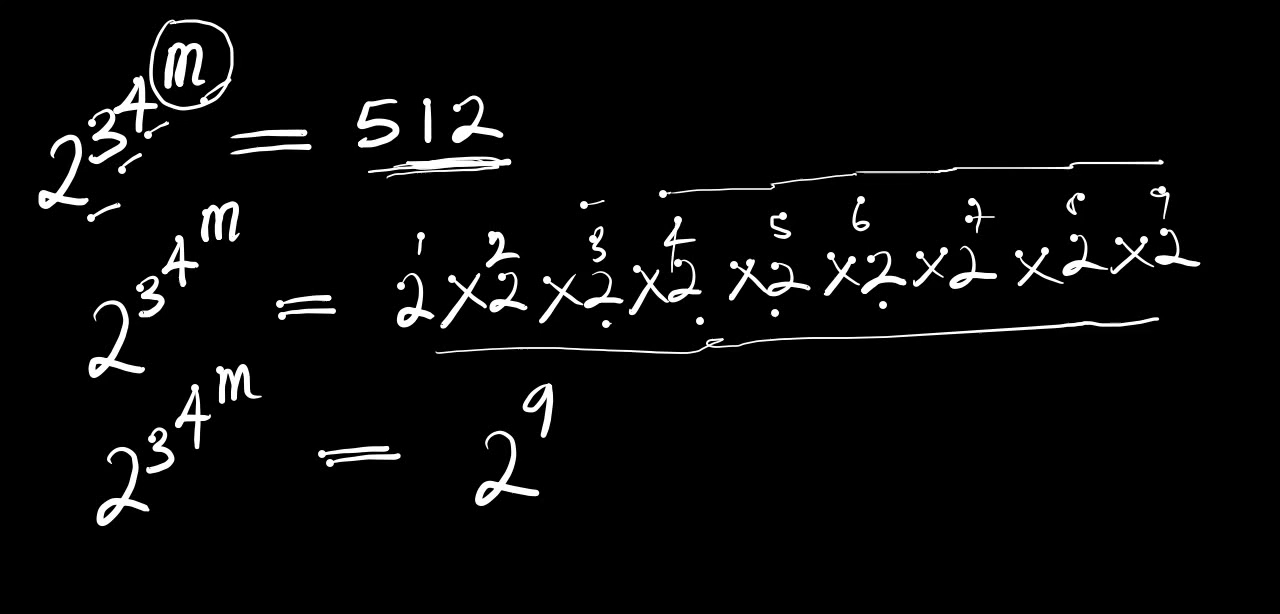 2^3^4^m = 512
1 2 3 4 5 6 7 8 9
2^3^4^m = 2 × 2 × 2 × 2 × 2 × 2 × 2 × 2 × 2
2^3^4^m = 2^9